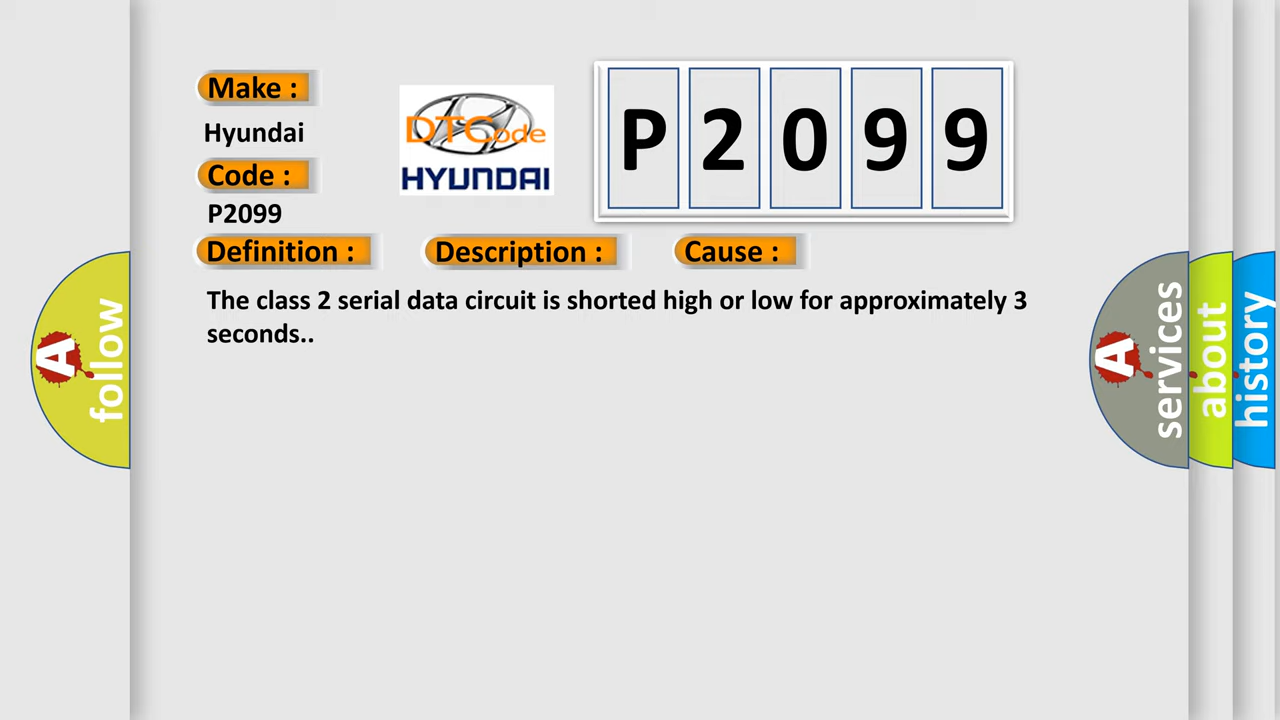 Make :
Hyundai
Code :
P2099
DTCode
HYUNDAI
P 2 0 9 9
Definition :
Description :
Cause :
The class 2 serial data circuit is shorted high or low for approximately 3
seconds..
A follow
A services
about
history